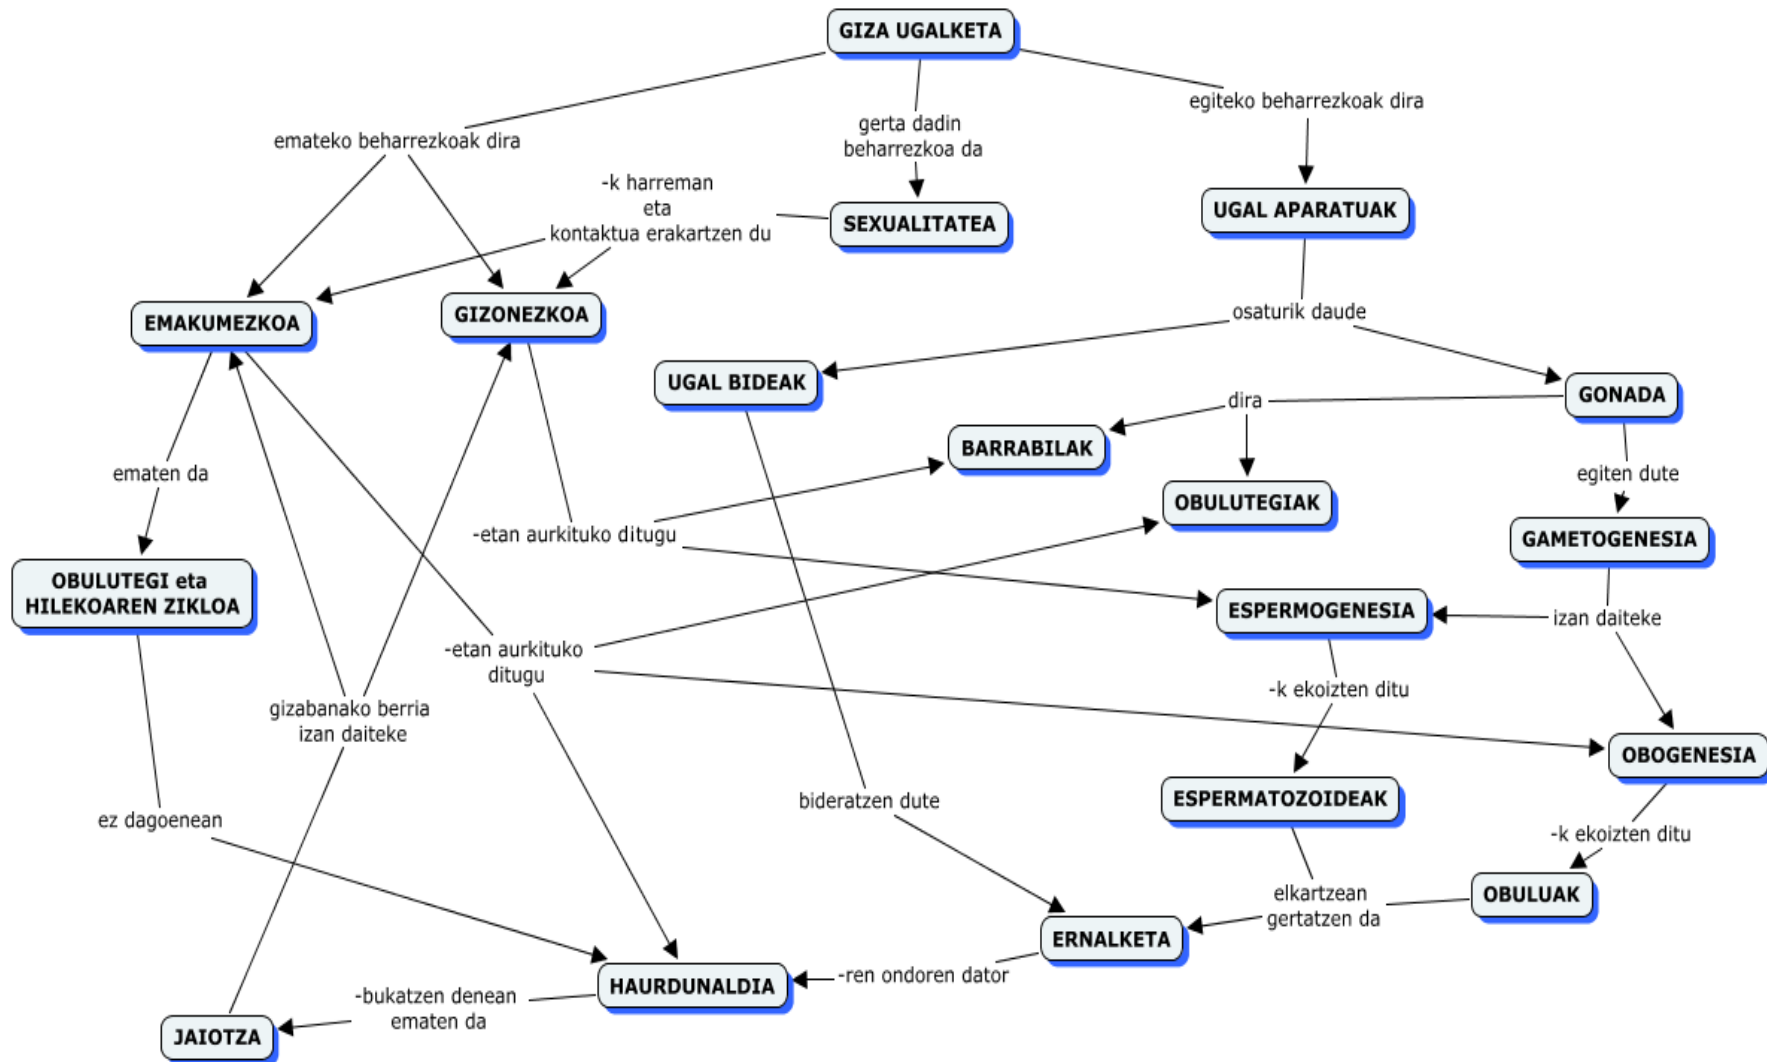 GIZA UGALKETA
egiteko beharrezkoak dira
gerta dadin
beharrezkoa da
emateko beharrezkoak dira
-k harreman
eta
kontaktua erakartzen du
SEXUALITATEA
UGAL APARATUAK
EMAKUMEZKOA
GIZONEZKOA
osaturik daude
UGAL BIDEAK
GONADA
dira
BARRABILAK
ematen da
egiten dute
OBULUTEGIAK
-etan aurkituko ditugu
GAMETOGENESIA
OBULUTEGI eta
HILEKOAREN ZIKLOA
ESPERMOGENESIA
izan daiteke
-etan aurkituko
ditugu
-k ekoizten ditu
gizabanako berria
izan daiteke
OBOGENESIA
bideratzen dute
ESPERMATOZOIDEAK
ez dagoenean
-k ekoizten ditu
elkartzean
gertatzen da
OBULUAK
ERNALKETA
-ren ondoren dator
HAURDUNALDIA
-bukatzen denean
ematen da
JAIOTZA